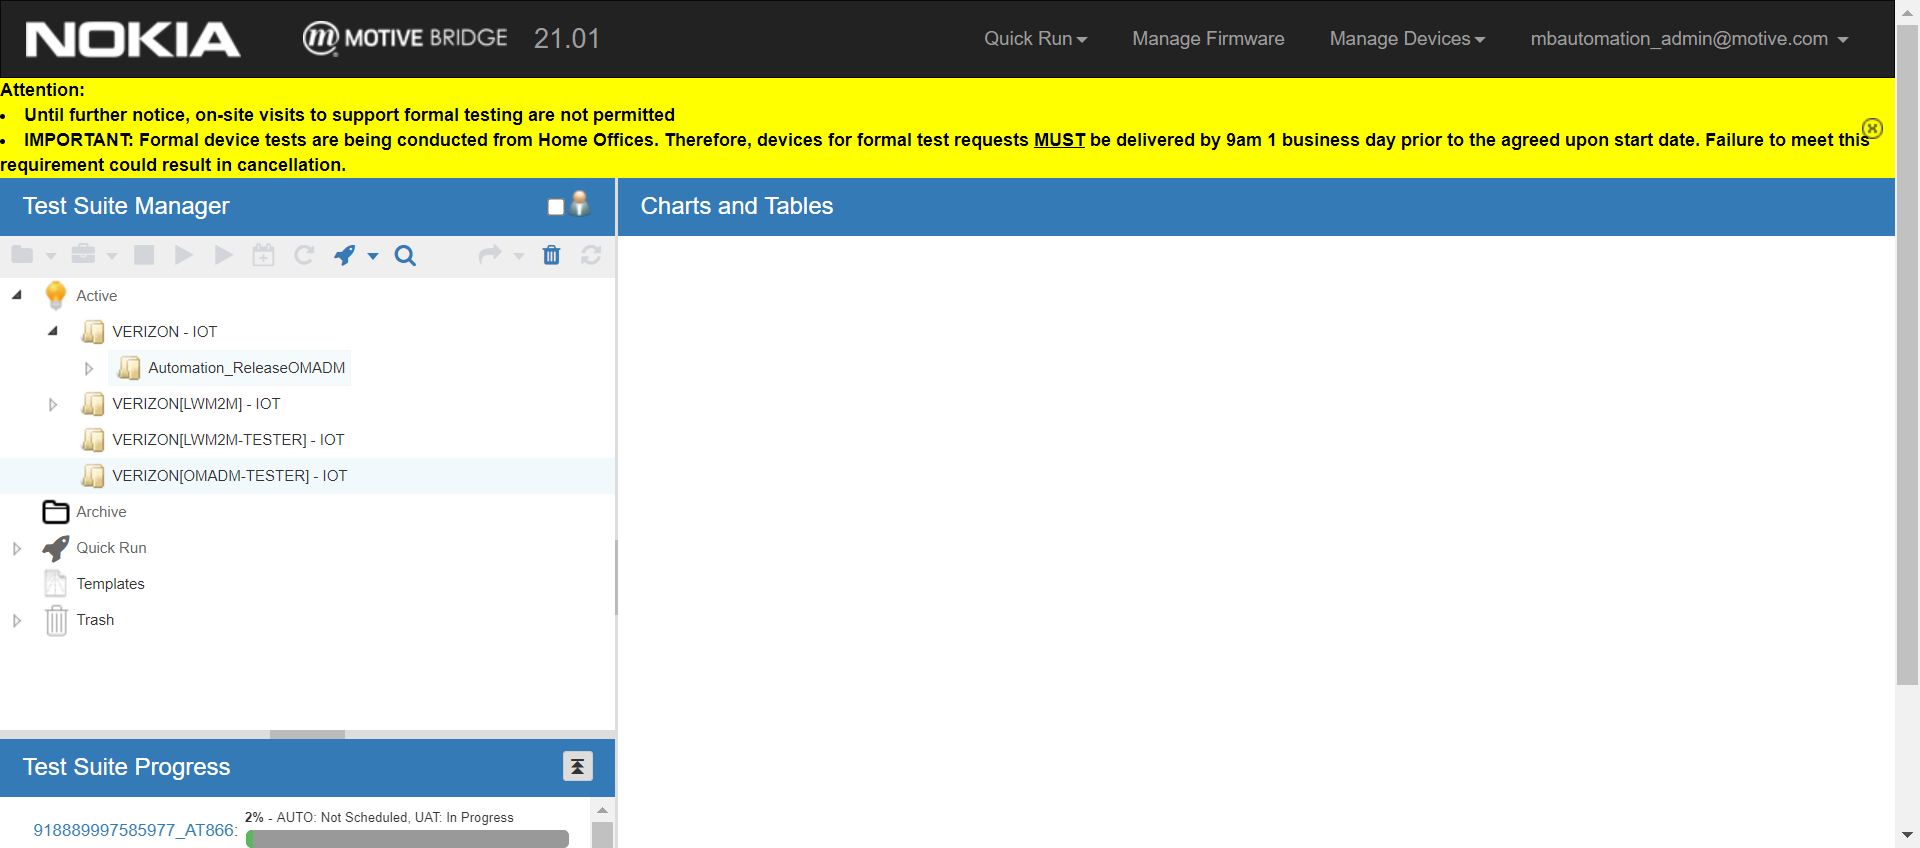 NOKIA MOTIVE BRIDGE 21.01 Quick Run Manage Firmware Manage Devices mbautomation_admin@motive.com
Attention:
• Until further notice, on-site visits to support formal testing are not permitted
• IMPORTANT: Formal device tests are being conducted from Home Offices. Therefore, devices for formal test requests MUST be delivered by 9am 1 business day prior to the agreed upon start date. Failure to meet this
requirement could result in cancellation.
Test Suite Manager
Charts and Tables
Active
VERIZON - IOT
Automation_ReleaseOMADM
VERIZON[LWM2M] - IOT
VERIZON[LWM2M-TESTER] - IOT
VERIZON[OMADM-TESTER] - IOT
Archive
Quick Run
Templates
Trash
Test Suite Progress
2% - AUTO: Not Scheduled, UAT: In Progress
918889997585977_AT866: